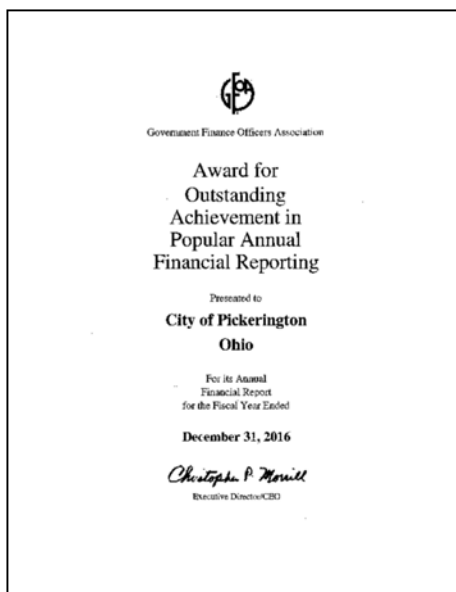 GFOA
Government Finance Officers Association
Award for
Outstanding
Achievement in
Popular Annual
Financial Reporting
Presented to
City of Pickerington
Ohio
For its Annual
Financial Report
for the Fiscal Year Ended
December 31, 2016
Christopher P. Morrill
Executive Director/CEO